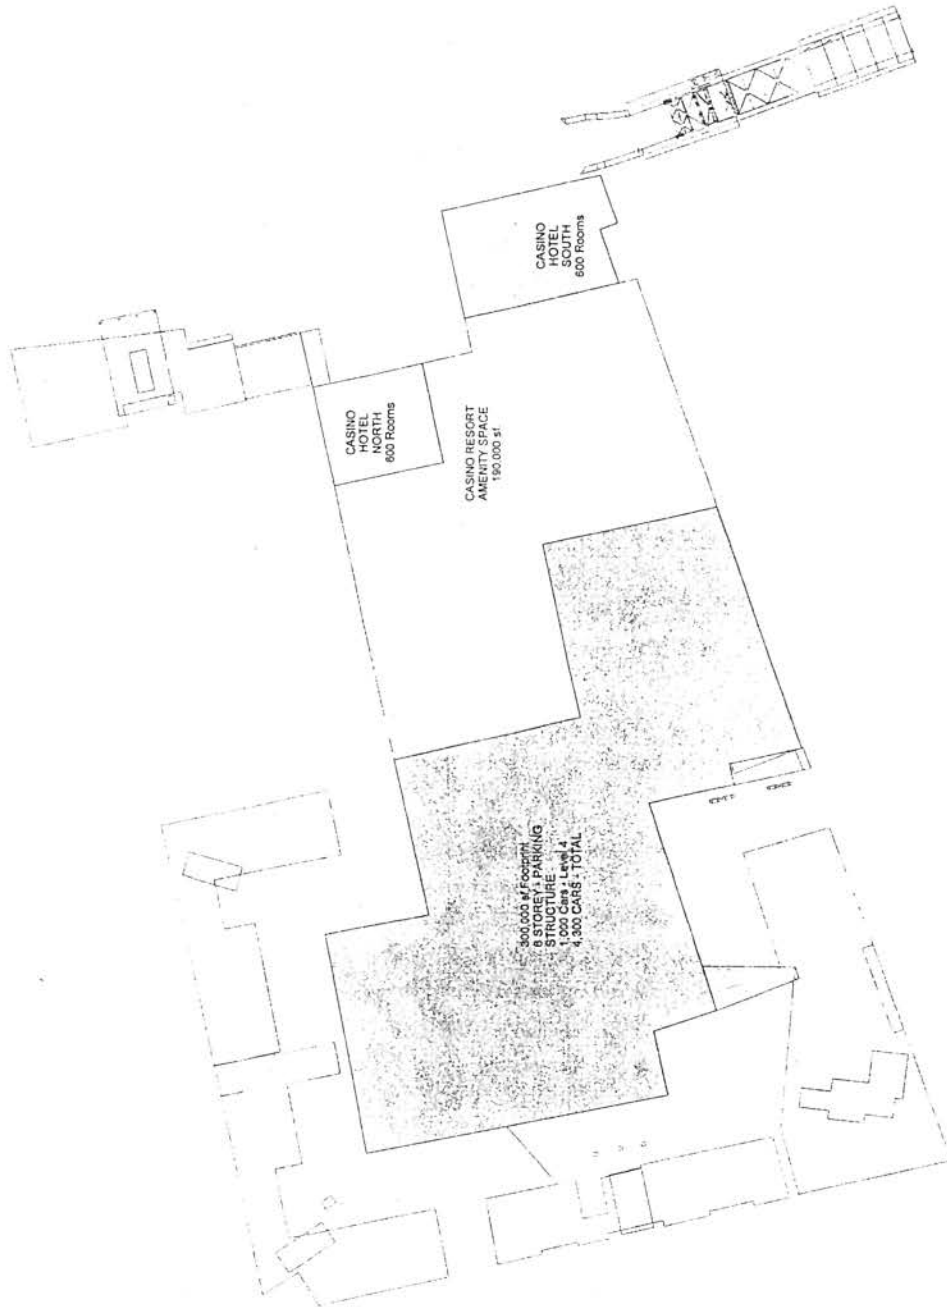 CASINO
HOTEL
SOUTH
600 Rooms
CASINO
HOTEL
NORTH
600 Rooms
CASINO RESORT
AMENITY SPACE
190,000 sf
300,000 sf Footprint
8 STOREY - PARKING
STRUCTURE
1,000 Cars - Level 4
4,300 CARS - TOTAL